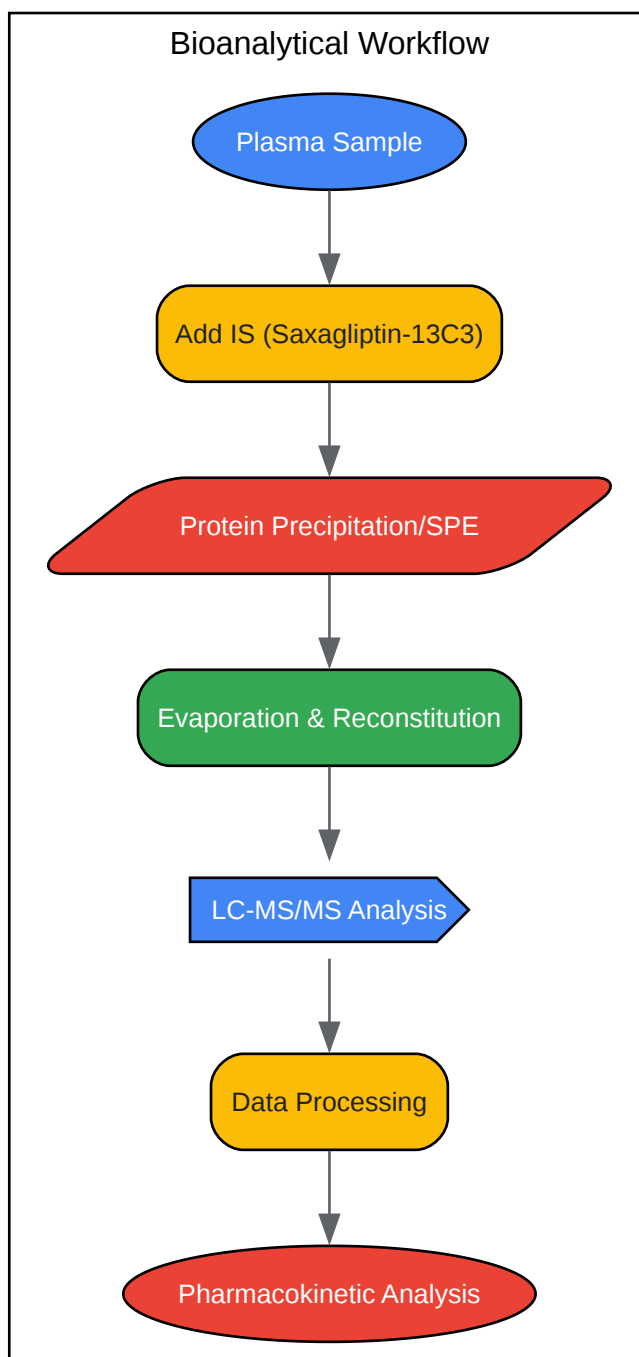 Bioanalytical Workflow
Plasma Sample
Add IS (Saxagliptin-13C3)
Protein Precipitation/SPE
Evaporation & Reconstitution
LC-MS/MS Analysis
Data Processing
Pharmacokinetic Analysis